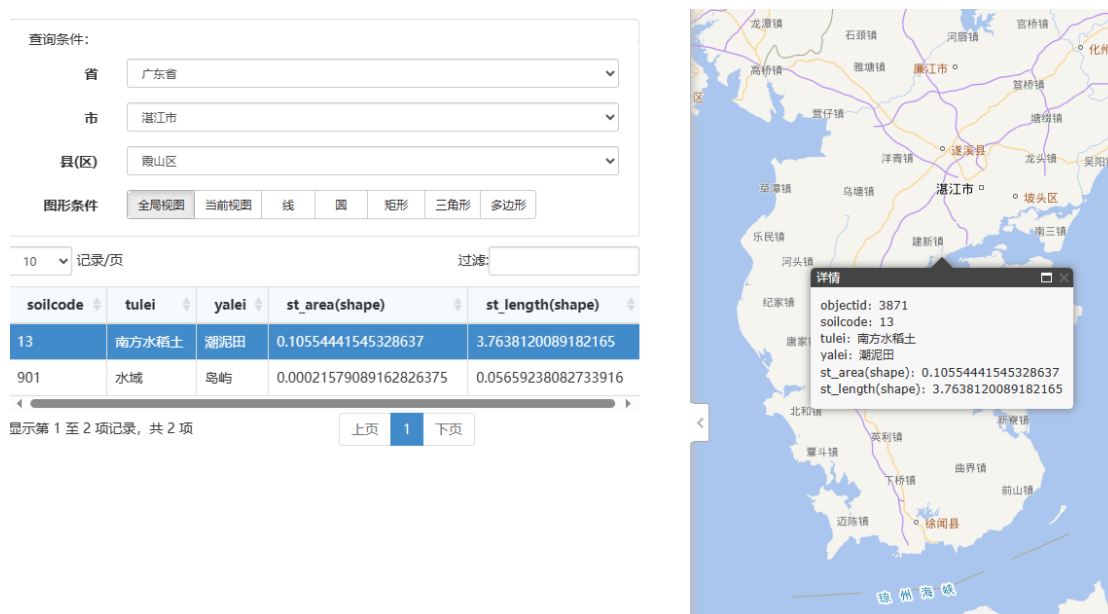 查询条件：
省 广东省
市 湛江市
县(区) 霞山区
图形条件 全局视图 当前视图 线 圆 矩形 三角形 多边形
10 记录/页 过滤:
soilcode tulei yalei st_area(shape) st_length(shape)
13 南方水稻土 潮泥田 0.10554441545328637 3.7638120089182165
901 水域 岛屿 0.00021579089162826375 0.05659238082733916
显示第 1 至 2 项记录，共 2 项 上页 1 下页
龙潭镇
官桥镇
石颈镇
河唇镇
化州
高桥镇
雅塘镇
廉江市
区
笪桥镇
营仔镇
塘缀镇
遂溪县
洋青镇
龙头镇
吴阳
草潭镇
乌塘镇
湛江市
坡头区
乐民镇
建新镇
南三镇
河头镇
详情
纪家镇
objectid：3871
soilcode：13
tulei：南方水稻土
唐家
yalei：潮泥田
st_area(shape)：0.10554441545328637
st_length(shape)：3.7638120089182165
北和镇
新寮镇
英利镇
覃斗镇
曲界镇
下桥镇
前山镇
迈陈镇
徐闻县
琼州海峡